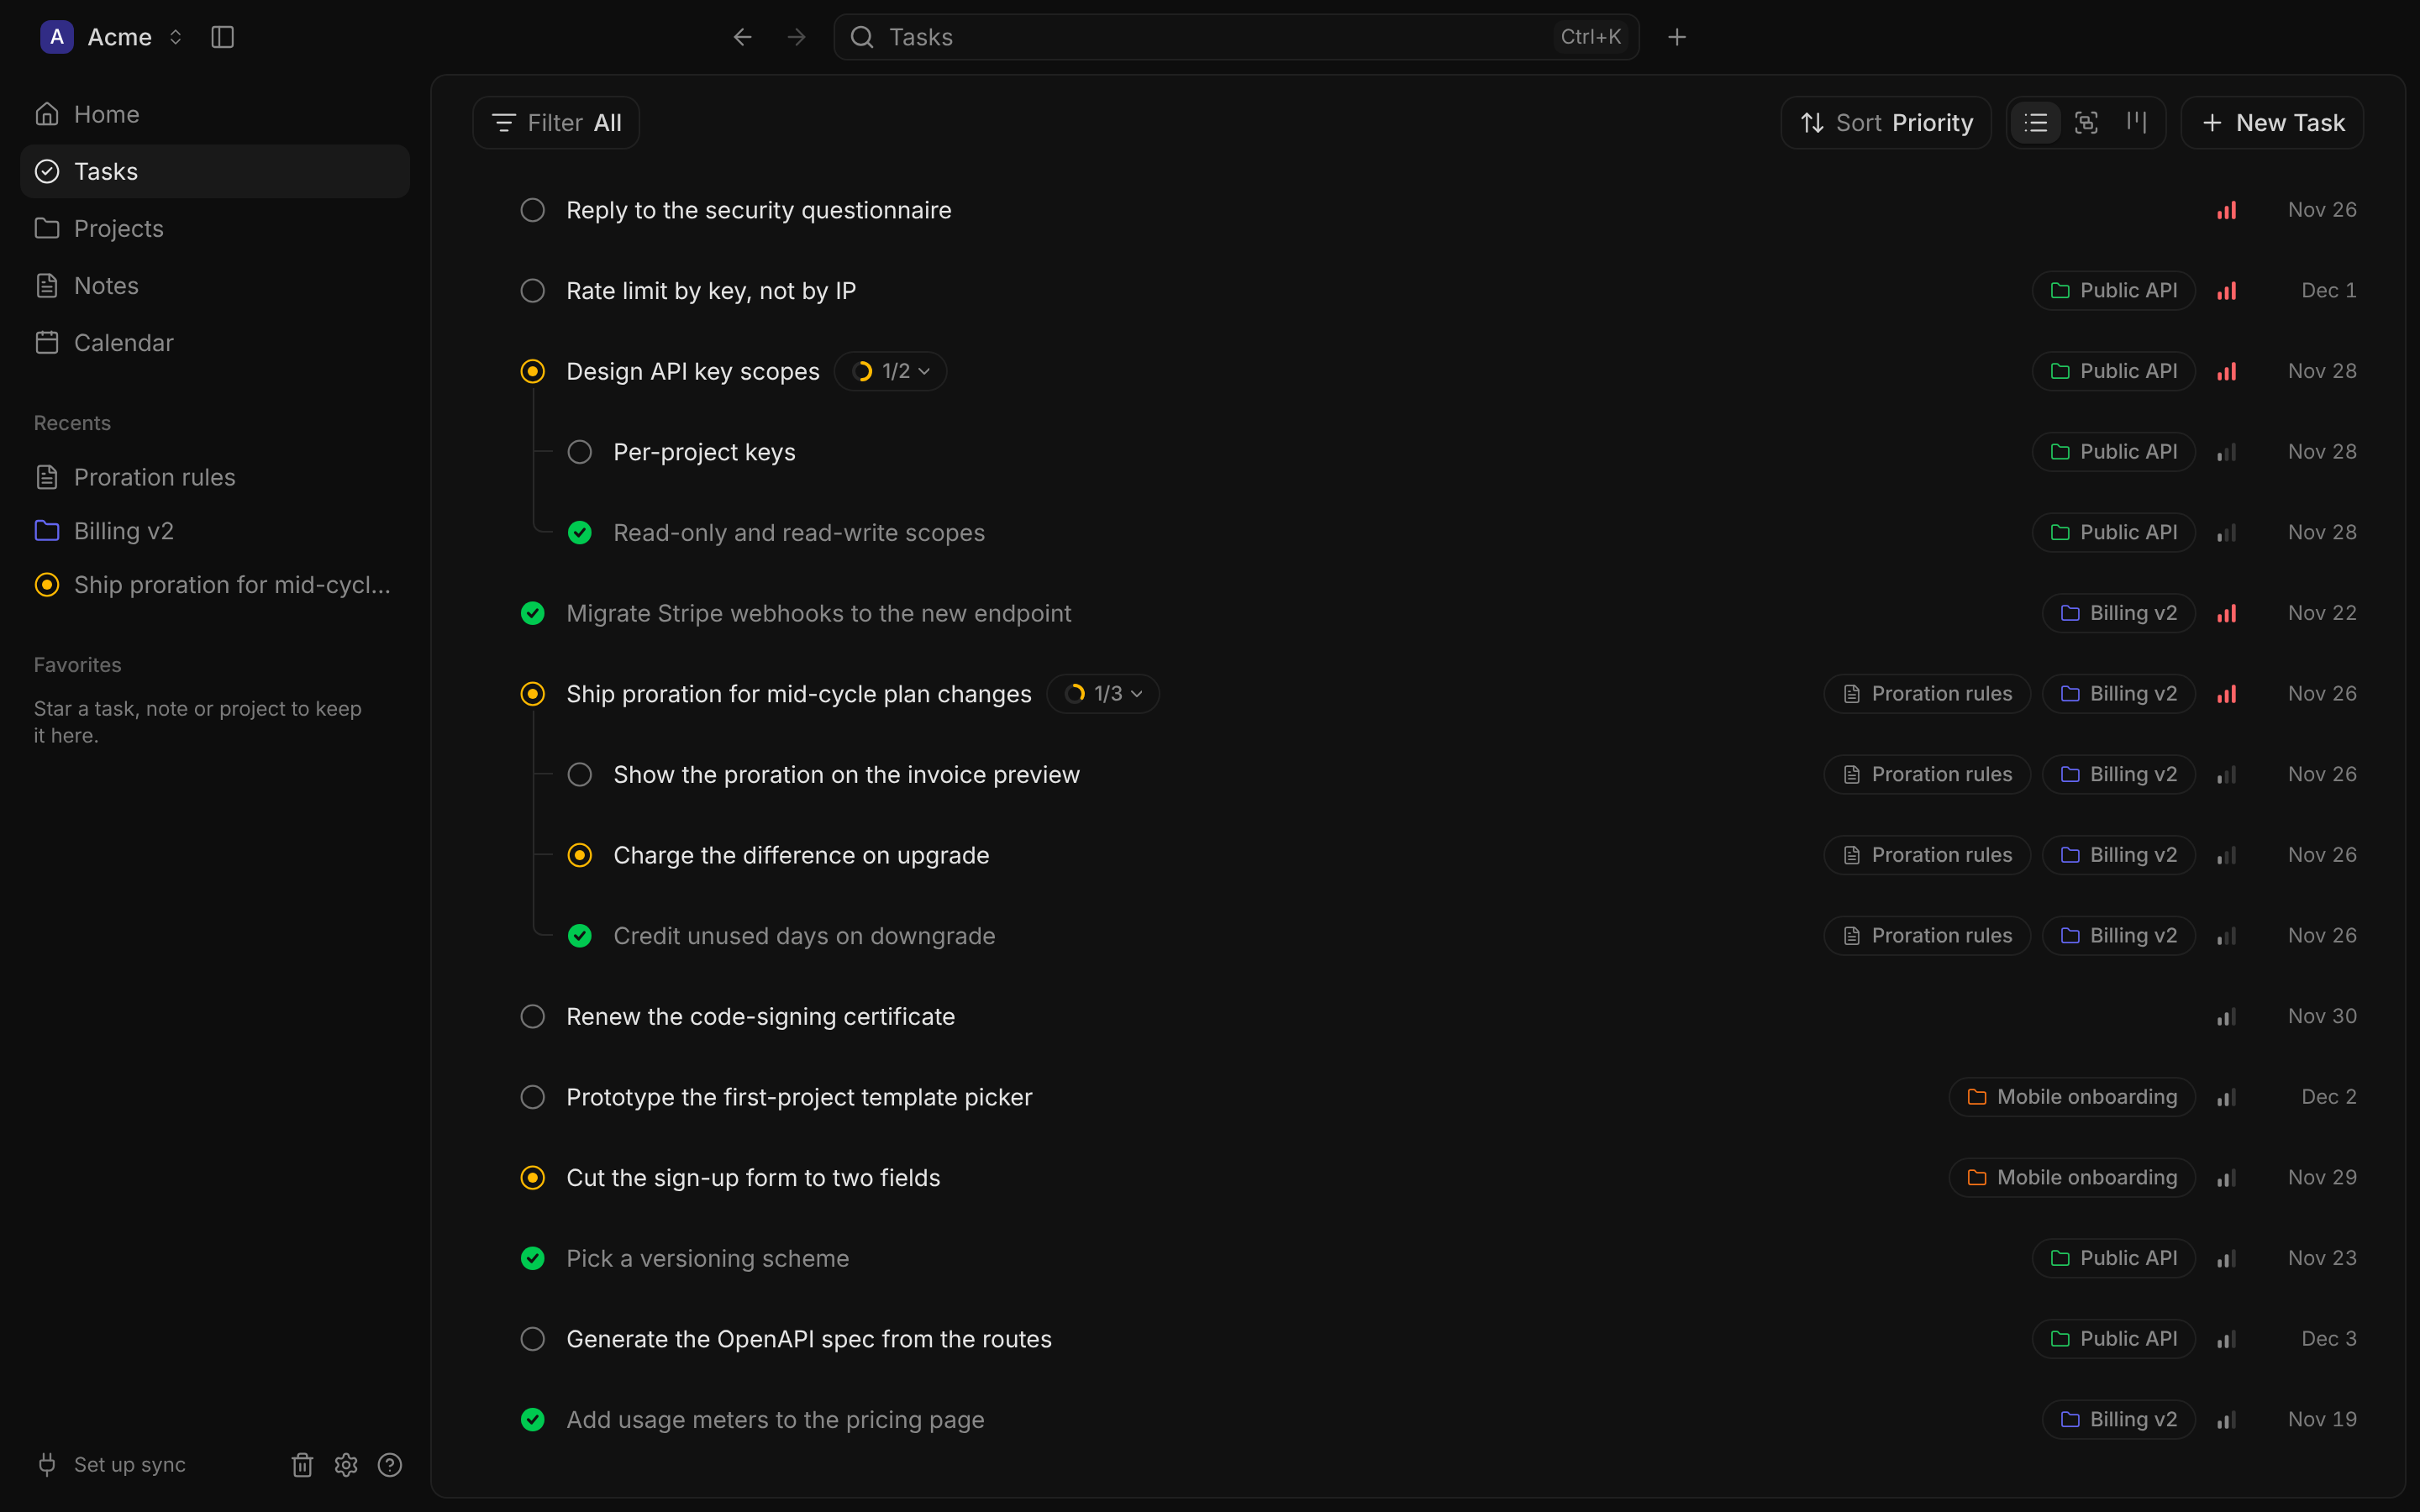 A Acme
Tasks Ctrl+K
Home
Tasks
Projects
Notes
Calendar
Recents
Proration rules
Billing v2
Ship proration for mid-cycl...
Favorites
Star a task, note or project to keep
it here.
Set up sync
Filter All
Sort Priority
New Task
Reply to the security questionnaire Nov 26
Rate limit by key, not by IP Public API Dec 1
Design API key scopes 1/2 Public API Nov 28
Per-project keys Public API Nov 28
Read-only and read-write scopes Public API Nov 28
Migrate Stripe webhooks to the new endpoint Billing v2 Nov 22
Ship proration for mid-cycle plan changes 1/3 Proration rules Billing v2 Nov 26
Show the proration on the invoice preview Proration rules Billing v2 Nov 26
Charge the difference on upgrade Proration rules Billing v2 Nov 26
Credit unused days on downgrade Proration rules Billing v2 Nov 26
Renew the code-signing certificate Nov 30
Prototype the first-project template picker Mobile onboarding Dec 2
Cut the sign-up form to two fields Mobile onboarding Nov 29
Pick a versioning scheme Public API Nov 23
Generate the OpenAPI spec from the routes Public API Dec 3
Add usage meters to the pricing page Billing v2 Nov 19